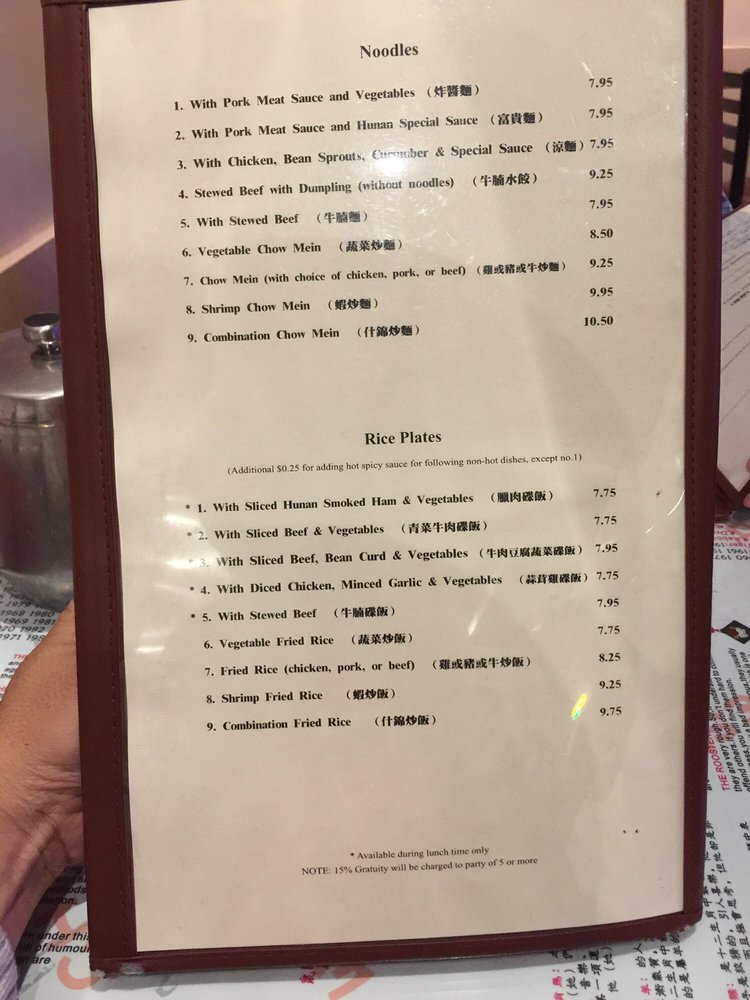 Noodles
1. With Pork Meat Sauce and Vegetables （炸醬麵） 7.95
2. With Pork Meat Sauce and Hunan Special Sauce （富貴麵） 7.95
3. With Chicken, Bean Sprouts, Cucumber & Special Sauce （涼麵） 7.95
4. Stewed Beef with Dumpling (without noodles) （牛腩水餃） 9.25
5. With Stewed Beef （牛腩麵） 7.95
6. Vegetable Chow Mein （蔬菜炒麵） 8.50
7. Chow Mein (with choice of chicken, pork, or beef) （雞或豬或牛炒麵） 9.25
8. Shrimp Chow Mein （蝦炒麵） 9.95
9. Combination Chow Mein （什錦炒麵） 10.50
Rice Plates
(Additional $0.25 for adding hot spicy sauce for following non-hot dishes, except no.1)
* 1. With Sliced Hunan Smoked Ham & Vegetables （臘肉碟飯） 7.75
* 2. With Sliced Beef & Vegetables （青菜牛肉碟飯） 7.75
* 3. With Sliced Beef, Bean Curd & Vegetables （牛肉豆腐蔬菜碟飯） 7.95
* 4. With Diced Chicken, Minced Garlic & Vegetables （蒜茸雞碟飯） 7.75
* 5. With Stewed Beef （牛腩碟飯） 7.95
6. Vegetable Fried Rice （蔬菜炒飯） 7.75
7. Fried Rice (chicken, pork, or beef) （雞或豬或牛炒飯） 8.25
8. Shrimp Fried Rice （蝦炒飯） 9.25
9. Combination Fried Rice （什錦炒飯） 9.75
* Available during lunch time only
NOTE: 15% Gratuity will be charged to party of 5 or more